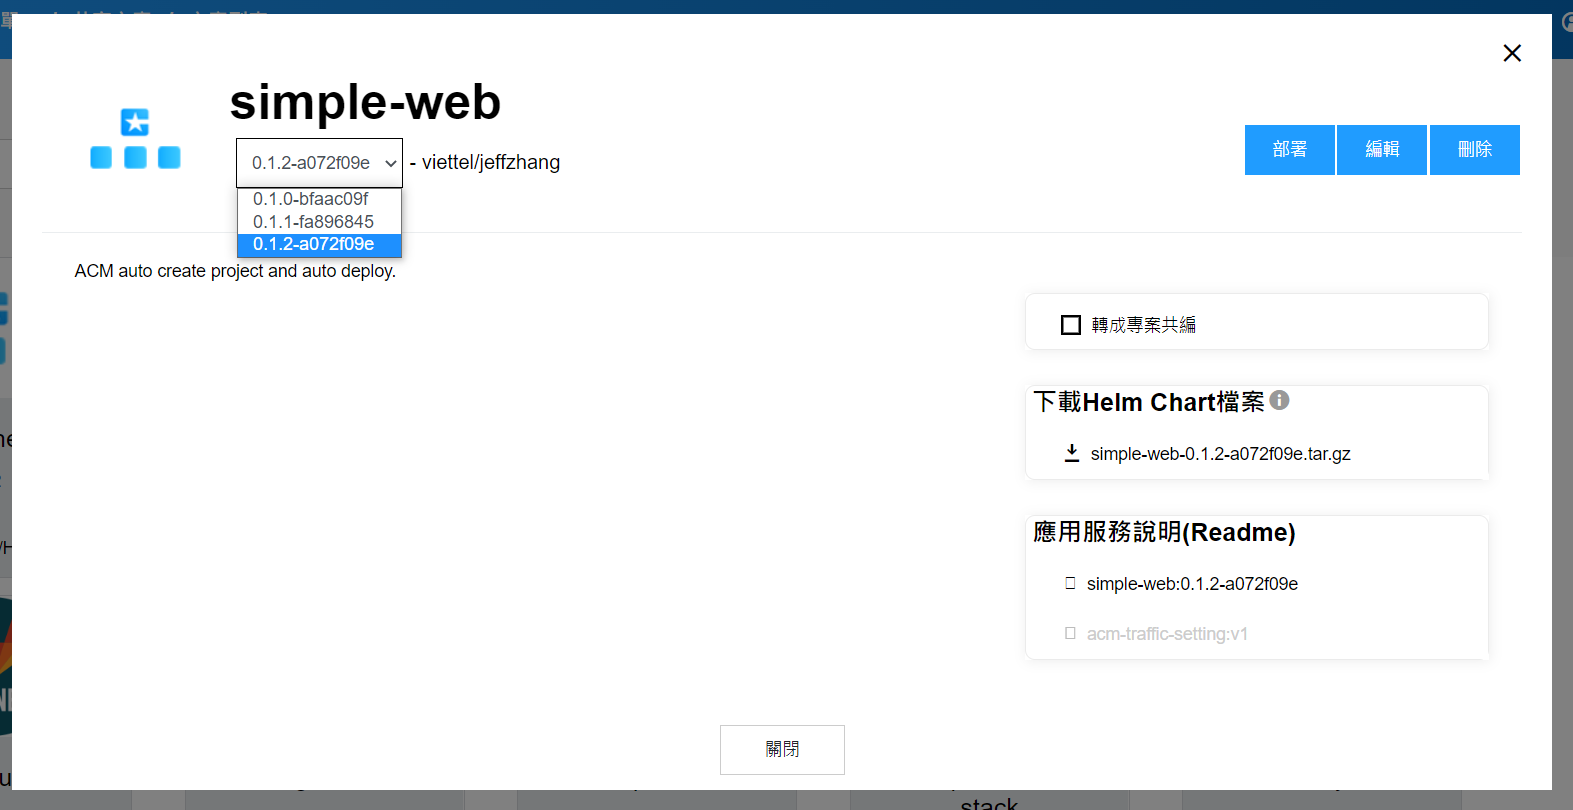 simple-web
0.1.2-a072f09e - viettel/jeffzhang
部署
編輯
刪除
0.1.0-bfaac09f
0.1.1-fa896845
0.1.2-a072f09e
ACM auto create project and auto deploy.
轉成專案共編
下載Helm Chart檔案
simple-web-0.1.2-a072f09e.tar.gz
應用服務說明(Readme)
simple-web:0.1.2-a072f09e
acm-traffic-setting:v1
關閉
stack